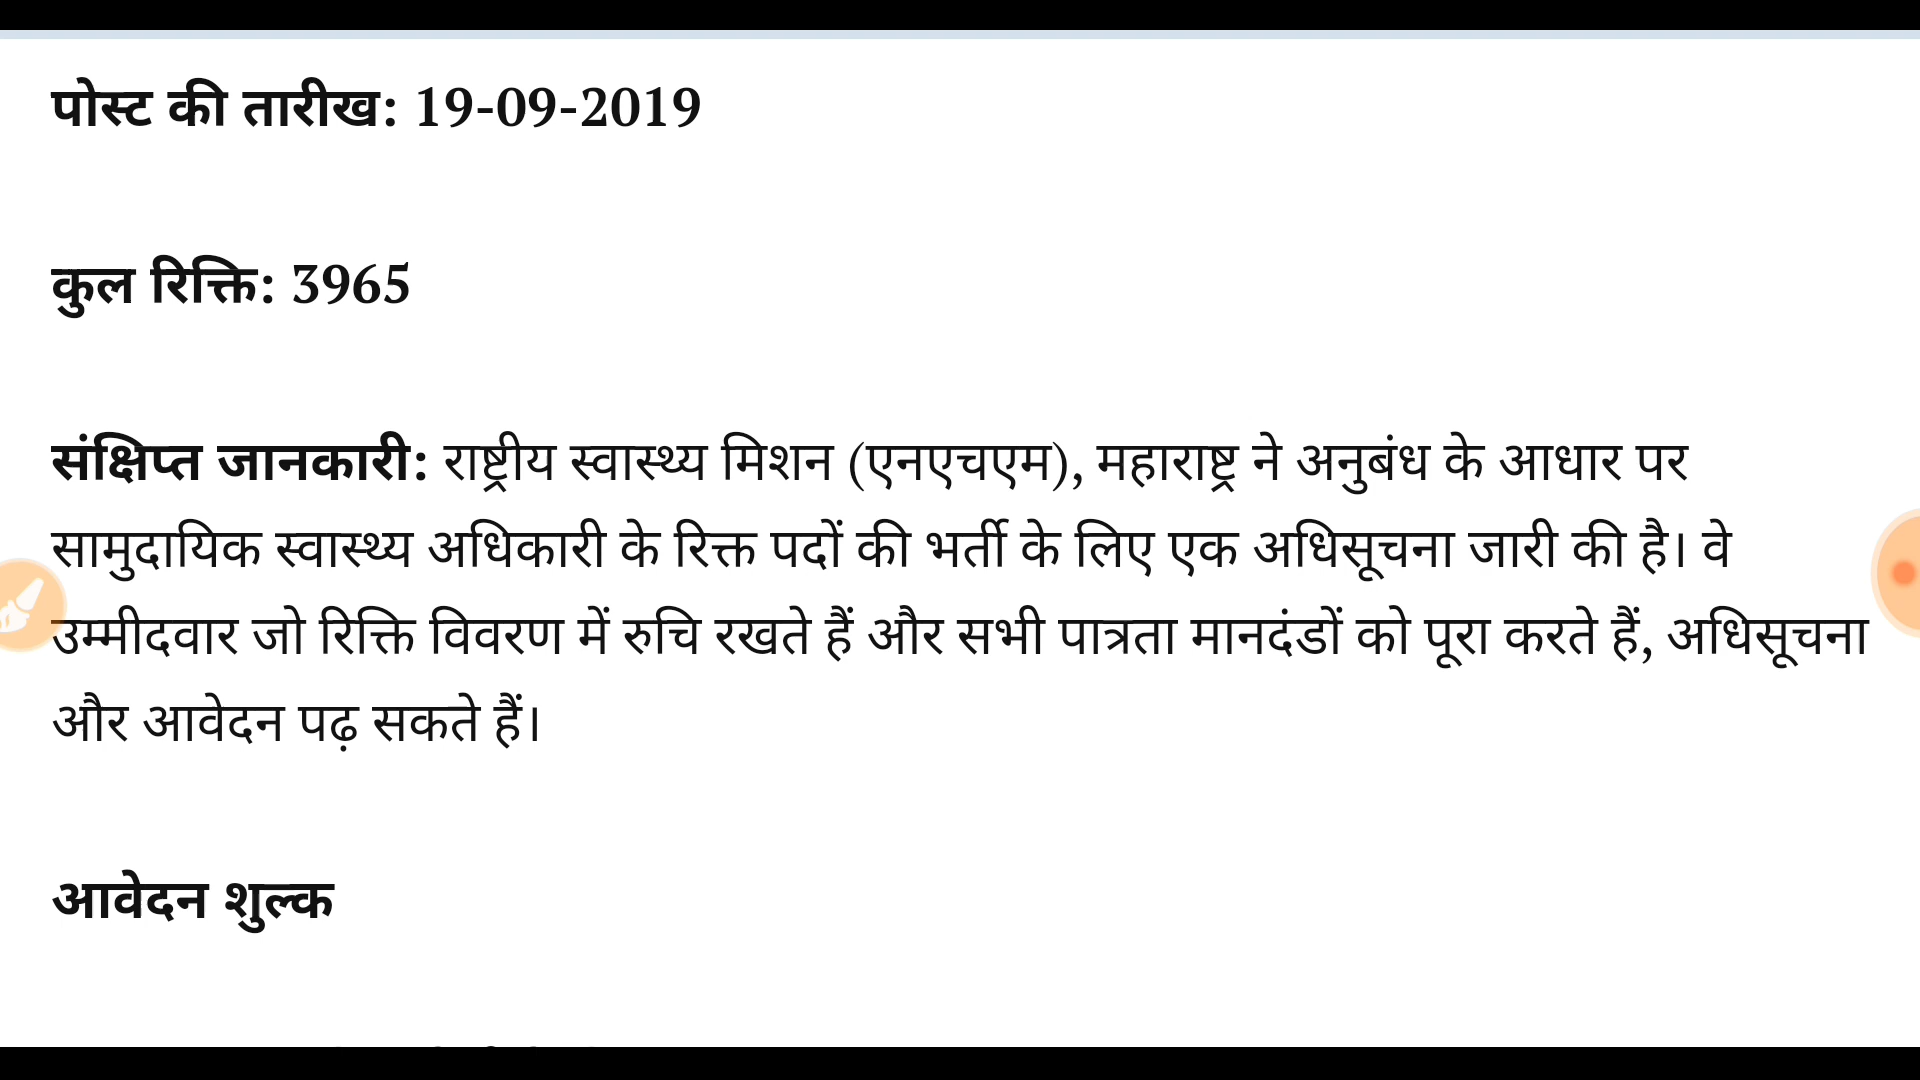 पोस्ट की तारीख: 19-09-2019
कुल रिक्ति: 3965
संक्षिप्त जानकारी: राष्ट्रीय स्वास्थ्य मिशन (एनएचएम), महाराष्ट्र ने अनुबंध के आधार पर
सामुदायिक स्वास्थ्य अधिकारी के रिक्त पदों की भर्ती के लिए एक अधिसूचना जारी की है। वे
उम्मीदवार जो रिक्ति विवरण में रुचि रखते हैं और सभी पात्रता मानदंडों को पूरा करते हैं, अधिसूचना
और आवेदन पढ़ सकते हैं।
आवेदन शुल्क